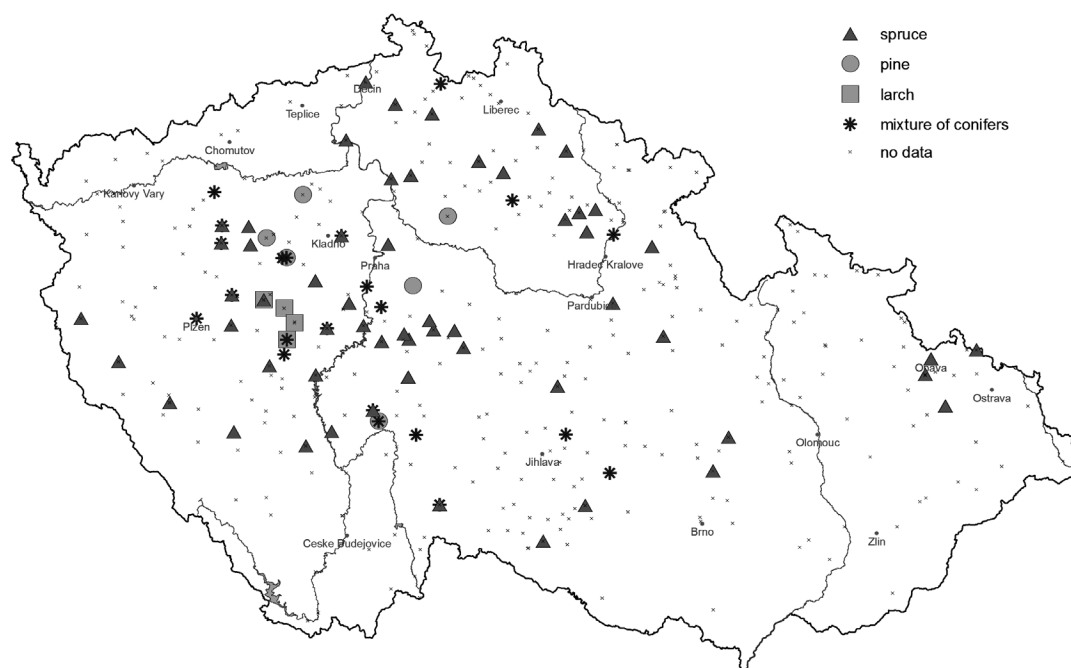 spruce
pine
larch
mixture of conifers
no data
Decin
Teplice
Liberec
Chomutov
Karlovy Vary
Kladno
Praha
Hradec Kralove
Pardubice
Plzen
Opava
Ostrava
Olomouc
Jihlava
Brno
Zlin
Ceske Budejovice